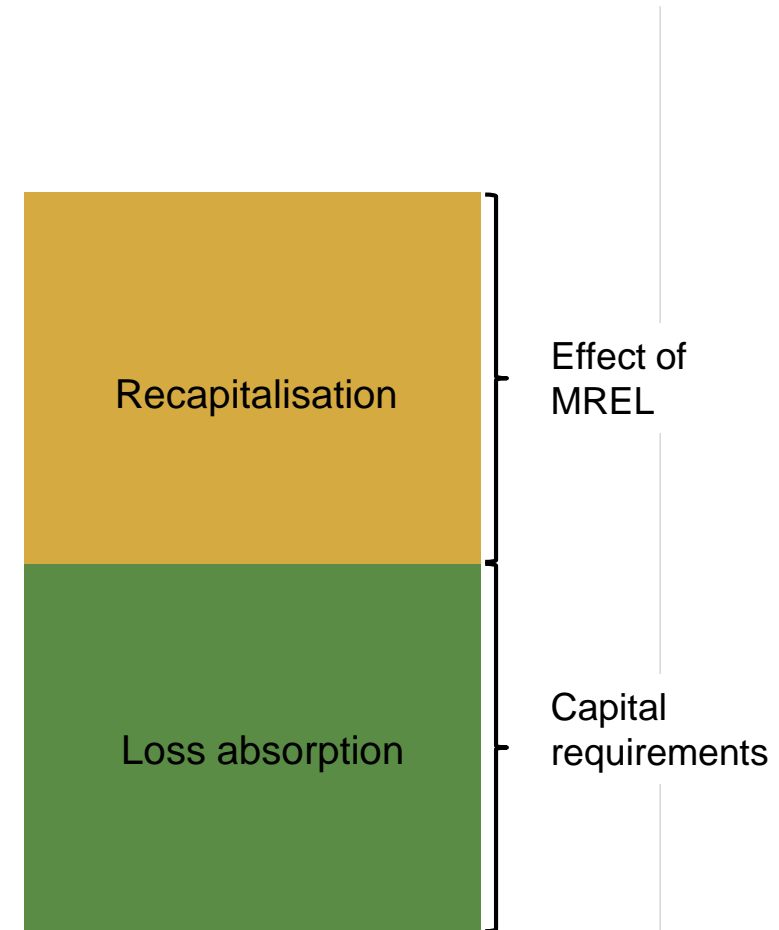 Recapitalisation
Effect of
MREL
Loss absorption
Capital
requirements